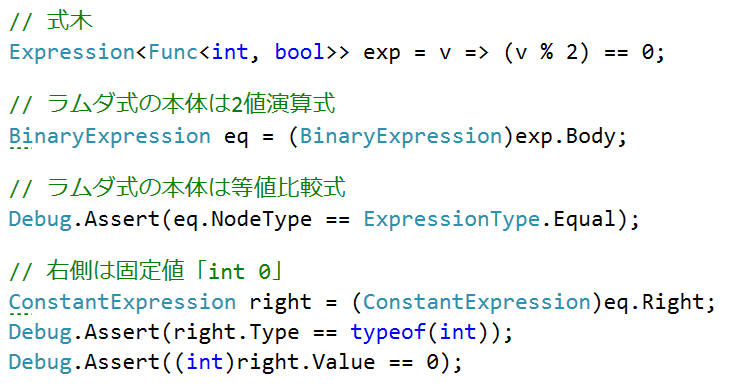 // 式木
Expression<Func<int, bool>> exp = v => (v % 2) == 0;
// ラムダ式の本体は2値演算式
BinaryExpression eq = (BinaryExpression)exp.Body;
// ラムダ式の本体は等値比較式
Debug.Assert(eq.NodeType == ExpressionType.Equal);
// 右側は固定値「int 0」
ConstantExpression right = (ConstantExpression)eq.Right;
Debug.Assert(right.Type == typeof(int));
Debug.Assert((int)right.Value == 0);